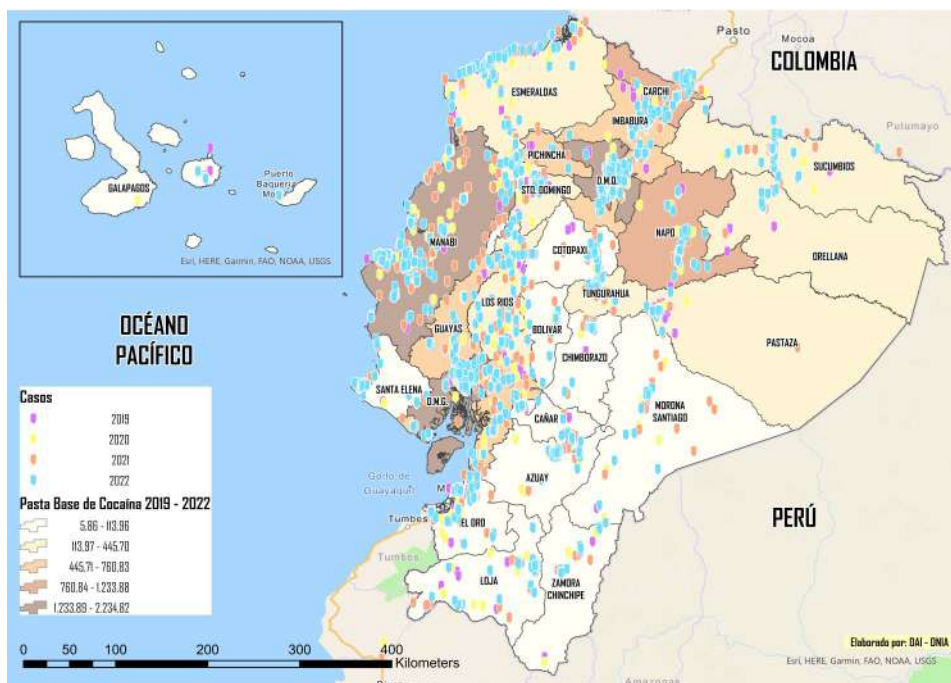 Pasto
Mocoa
COLOMBIA
ESMERALDAS
CARCHI
IMBABURA
Putumayo
PICHINCHA
SUCUMBIOS
STO. DOMINGO
D.M.Q.
GALAPAGOS
Puerto
Baquerizo
Mo
MANABI
NAPO
COTOPAXI
ORELLANA
Esri, HERE, Garmin, FAO, NOAA, USGS
TUNGURAHUA
LOS RIOS
OCÉANO
PACÍFICO
GUAYAS
BOLIVAR
PASTAZA
CHIMBORAZO
SANTA ELENA
D.M.G.
MORONA
SANTIAGO
CAÑAR
Casos
2019
2020
2021
2022
Golfo de
Guayaquil
AZUAY
M
Pasta Base de Cocaína 2019 - 2022
5.86 - 113.96
113.97 - 445.70
445,71 - 760.83
760.84 - 1.233.88
1.233.89 - 2.234.82
Tumbes
EL ORO
PERÚ
Tumbes
LOJA
ZAMORA
CHINCHIPE
Elaborado por: DAI - DNIA
0 50 100 200 300 400
Kilometers
Esri, HERE, Garmin, FAO, NOAA, USGS
Amazonas